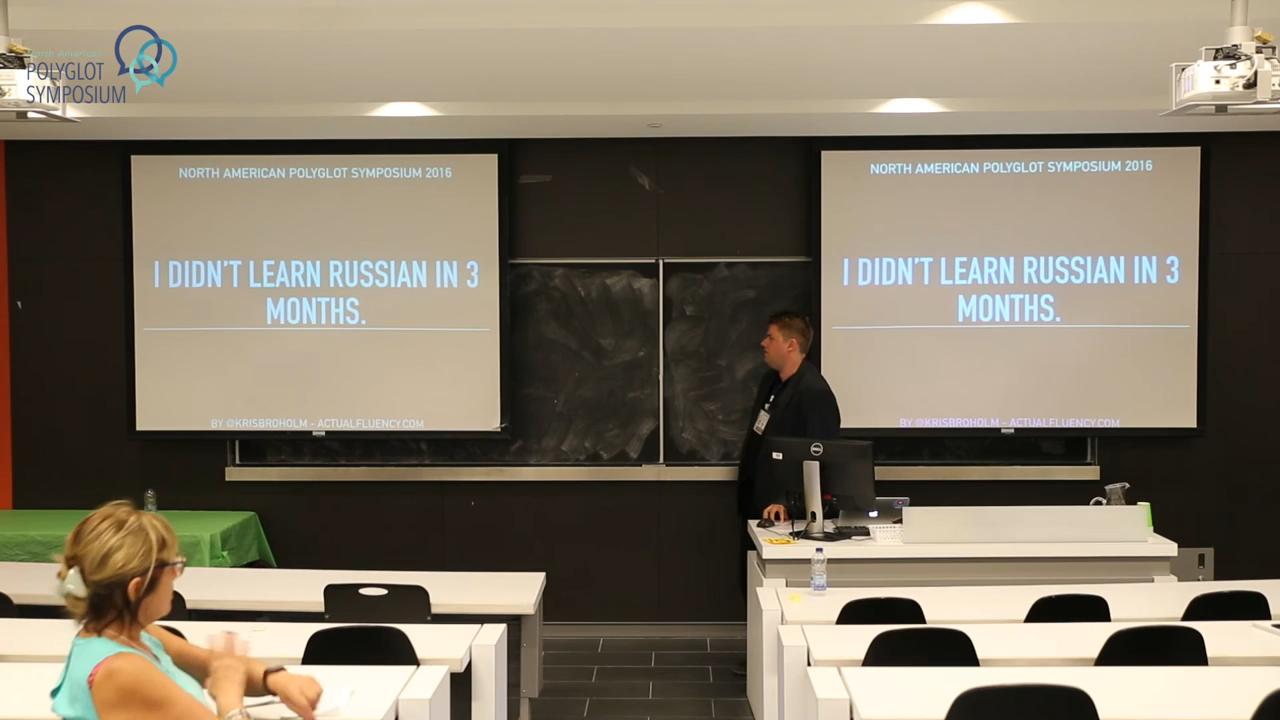 North American
POLYGLOT
SYMPOSIUM
NORTH AMERICAN POLYGLOT SYMPOSIUM 2016
I DIDN'T LEARN RUSSIAN IN 3
MONTHS.
BY @KRISBROHOLM - ACTUALFLUENCY.COM
NORTH AMERICAN POLYGLOT SYMPOSIUM 2016
I DIDN'T LEARN RUSSIAN IN 3
MONTHS.
BY @KRISBROHOLM - ACTUALFLUENCY.COM
DELL